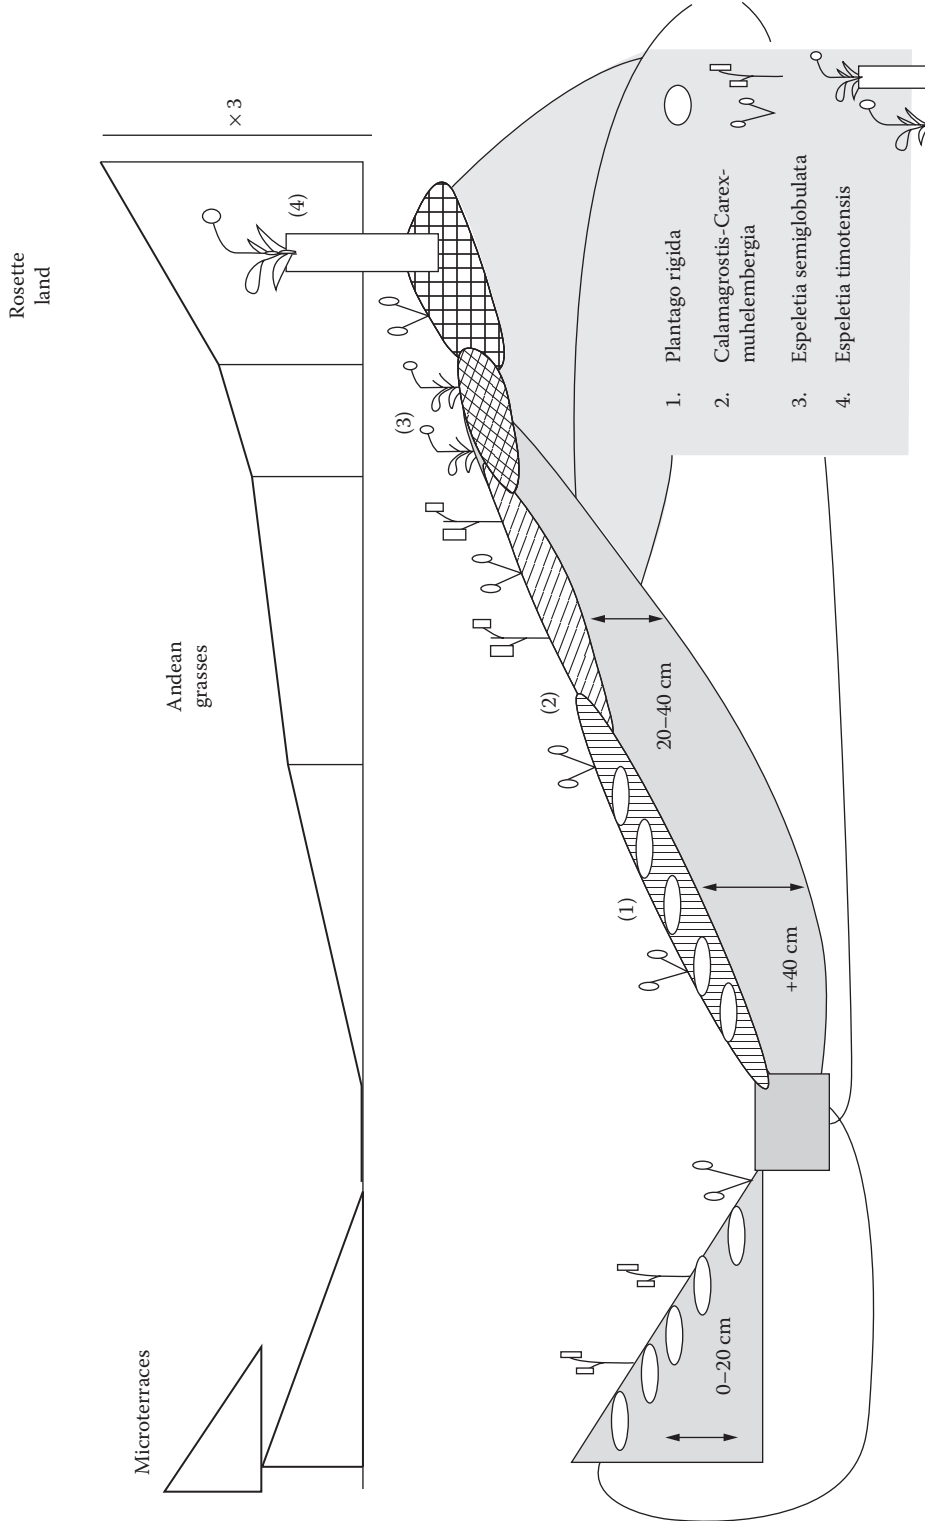 Microterraces
Andean
grasses
Rosette
land
× 3
(1)
(2)
(3)
(4)
0–20 cm
+40 cm
20–40 cm
1. Plantago rigida
2. Calamagrostis-Carex-
muhelembergia
3. Espeletia semiglobulata
4. Espeletia timotensis